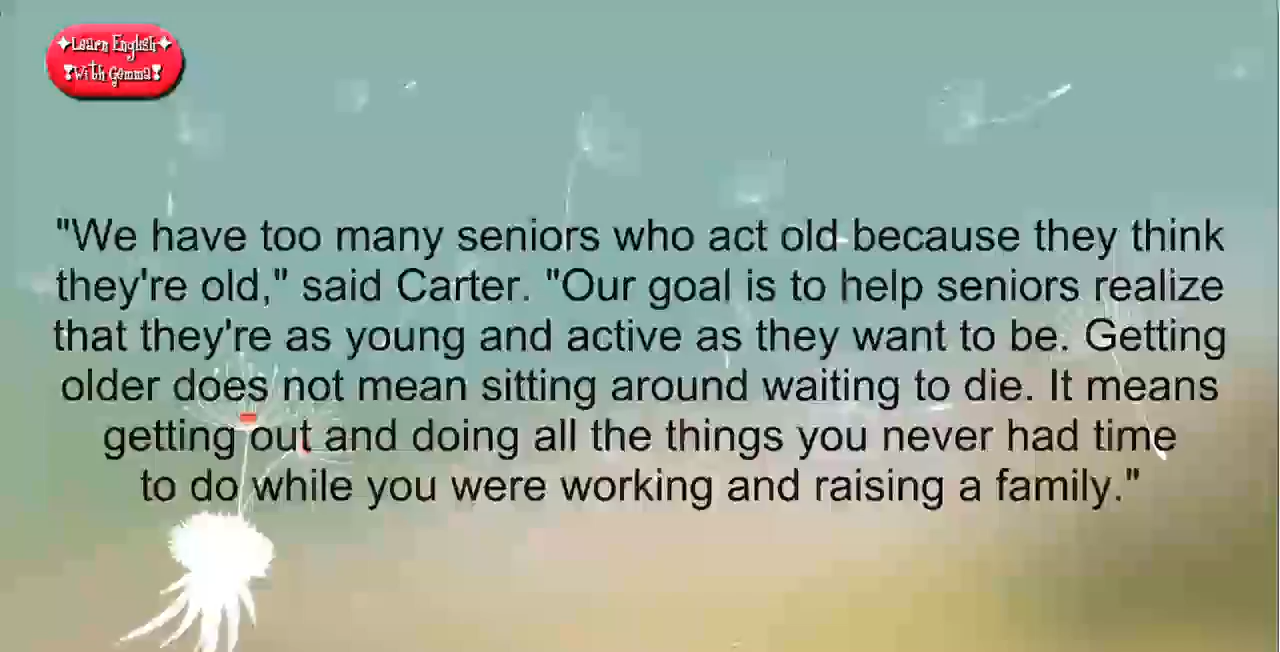 ✦Learn English✦
❣With Gemma❣
"We have too many seniors who act old because they think
they're old," said Carter. "Our goal is to help seniors realize
that they're as young and active as they want to be. Getting
older does not mean sitting around waiting to die. It means
getting out and doing all the things you never had time
to do while you were working and raising a family."